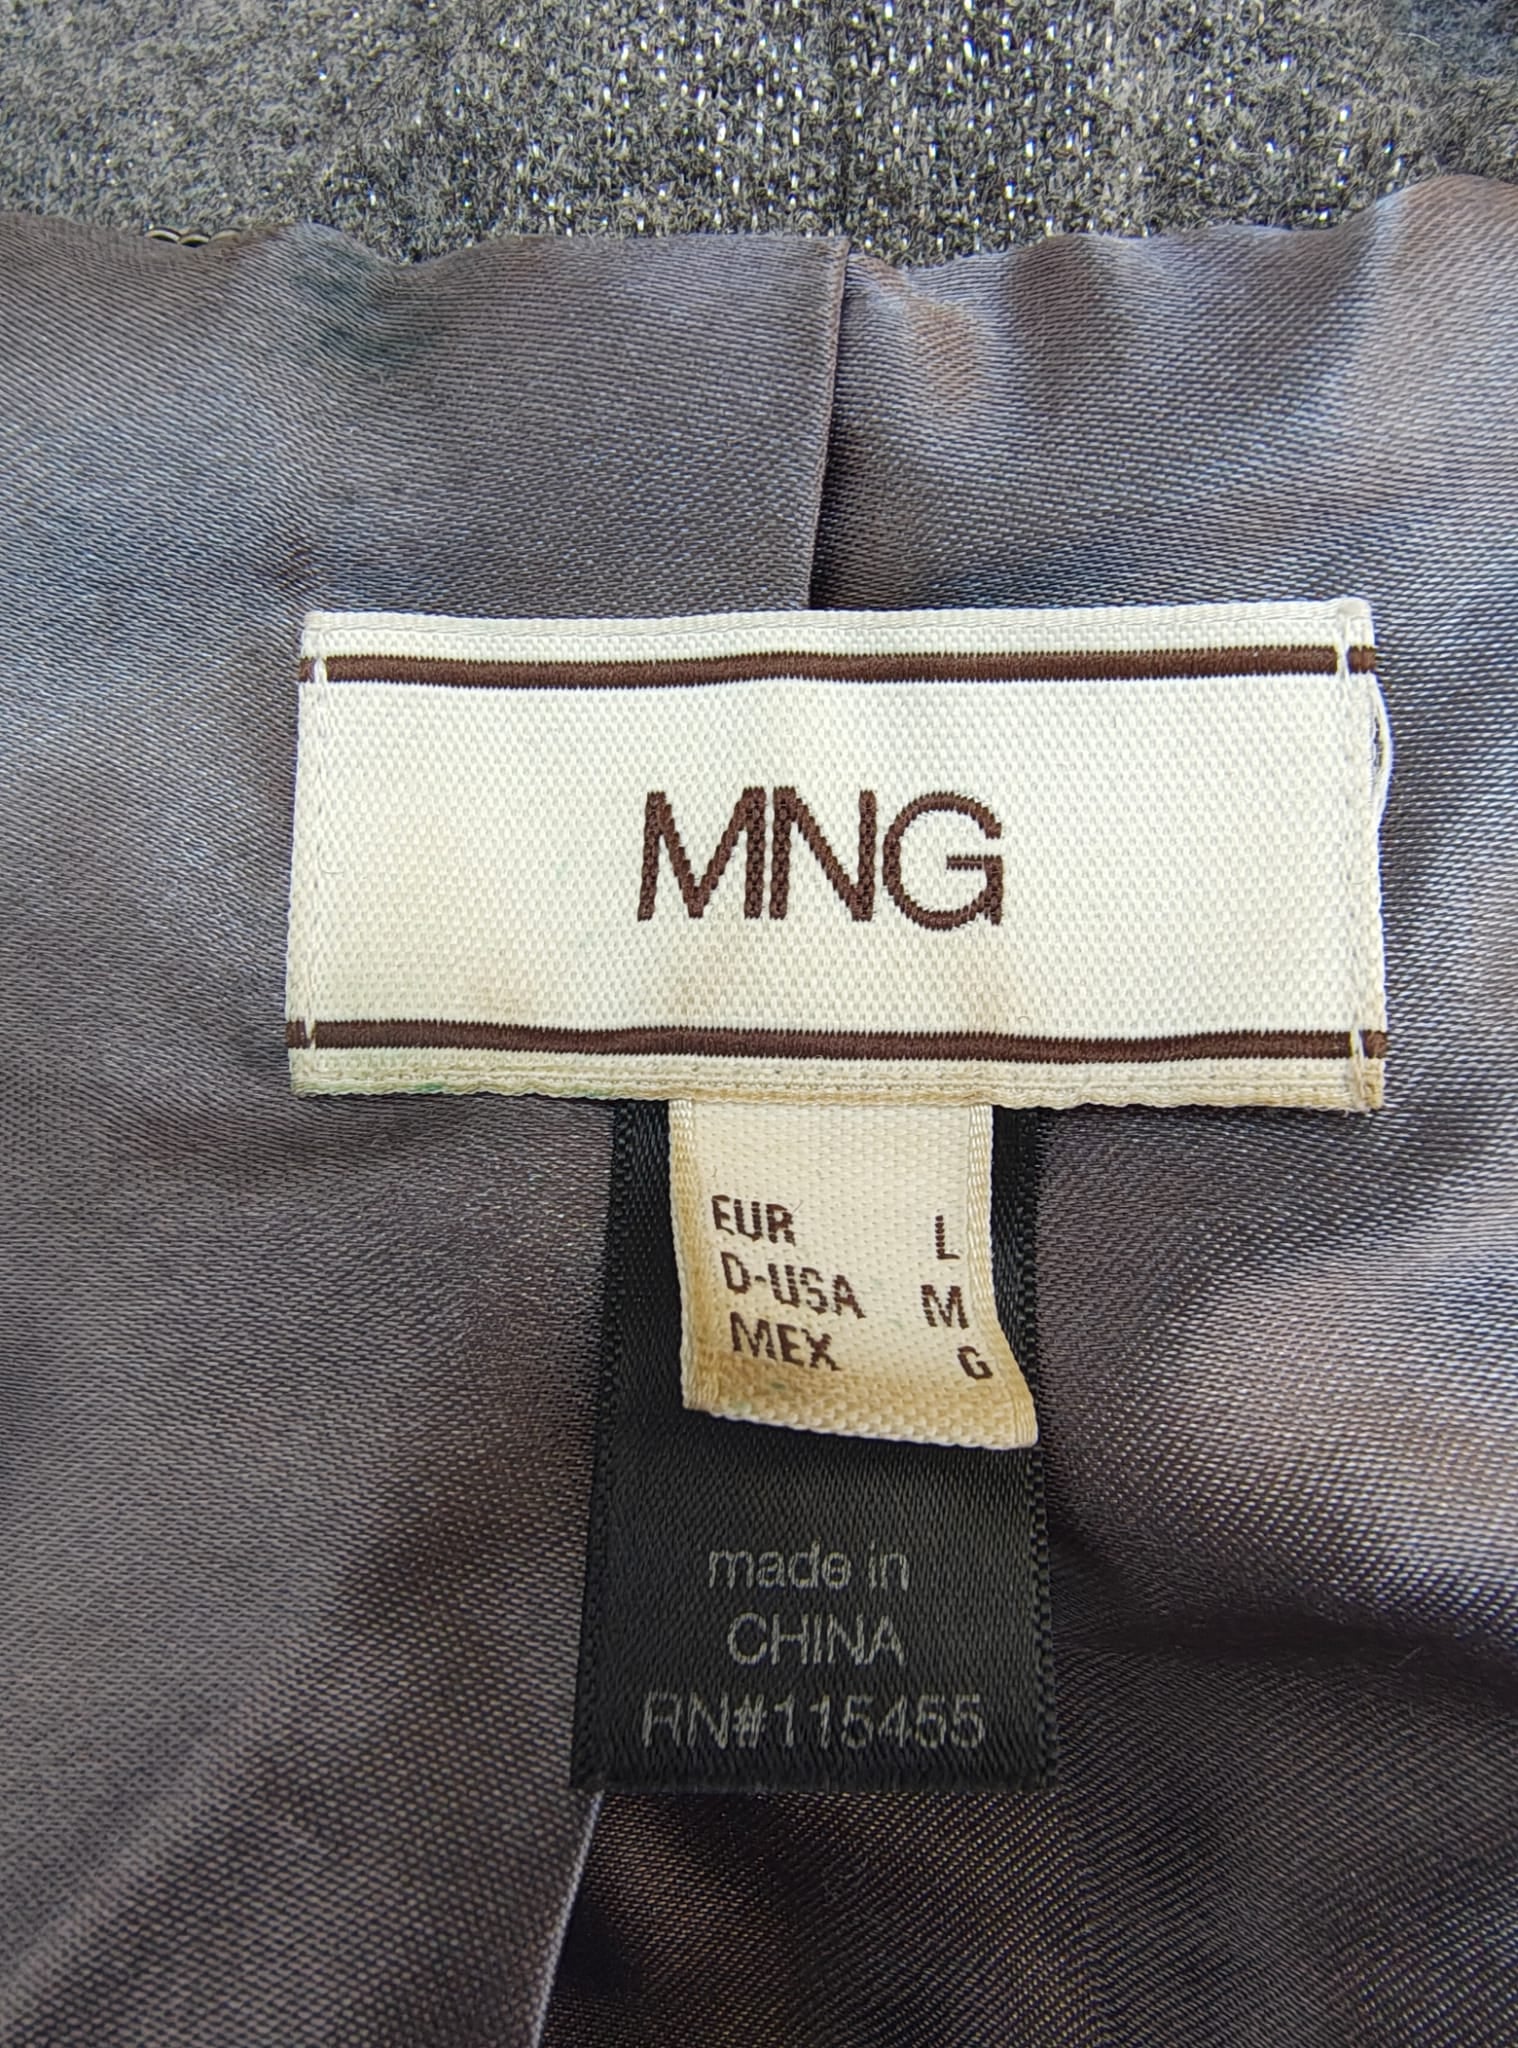 MNG
EUR L
D-USA M
MEX G
made in
CHINA
RN#115455